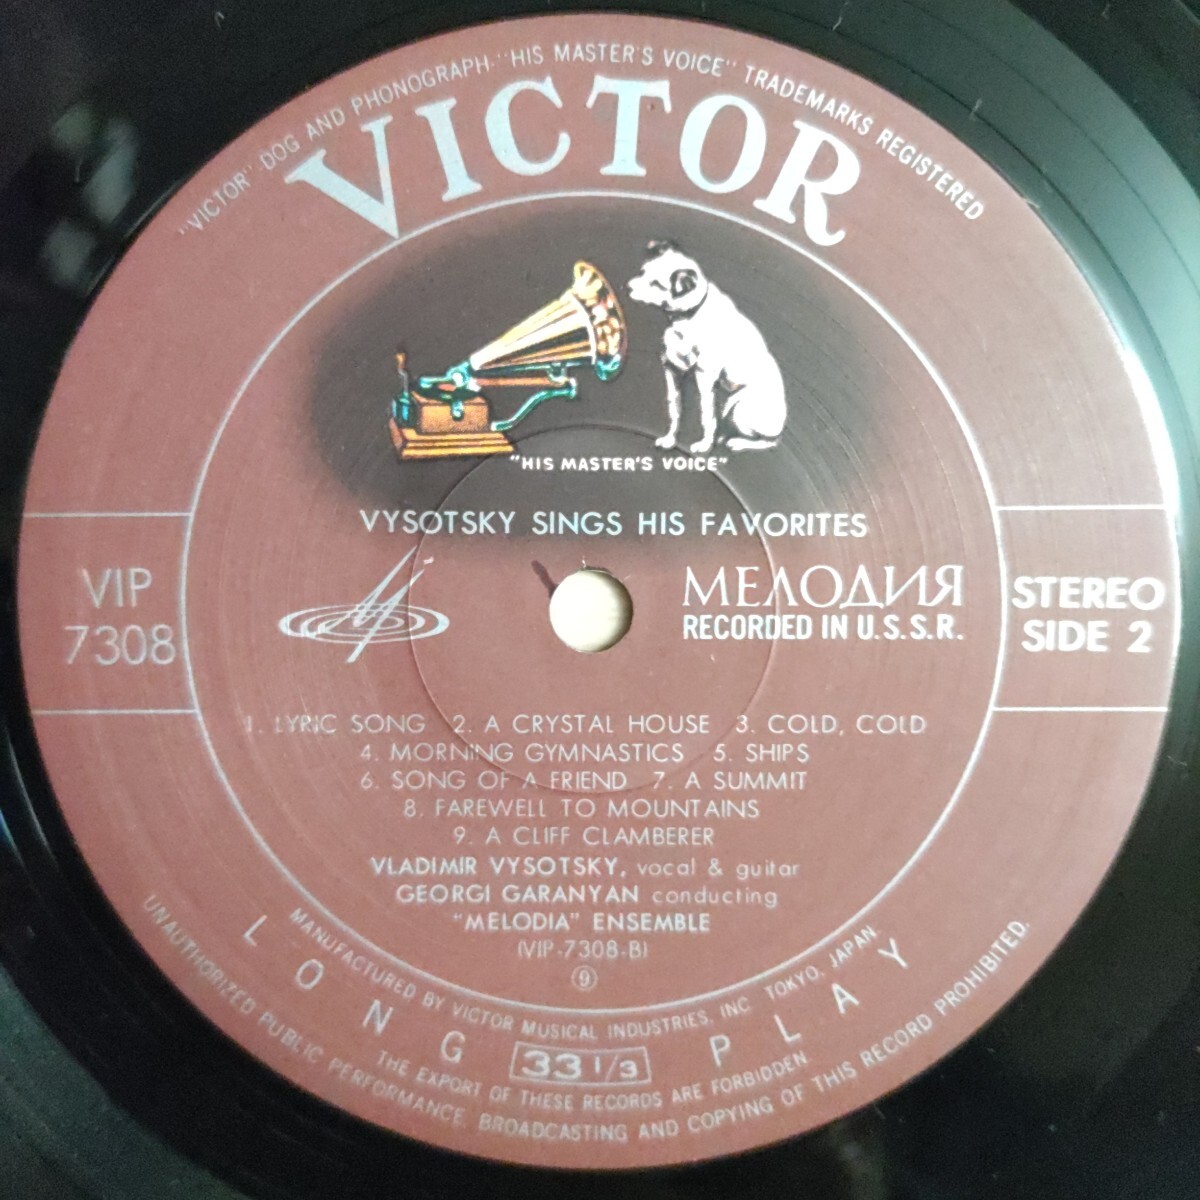 "VICTOR" DOG AND PHONOGRAPH. "HIS MASTER'S VOICE" TRADEMARKS REGISTERED
VICTOR
"HIS MASTER'S VOICE"
VYSOTSKY SINGS HIS FAVORITES
VIP
7308
МЕЛОДИЯ
RECORDED IN U.S.S.R.
STEREO
SIDE 2
1. LYRIC SONG 2. A CRYSTAL HOUSE 3. COLD, COLD
4. MORNING GYMNASTICS 5. SHIPS
6. SONG OF A FRIEND 7. A SUMMIT
8. FAREWELL TO MOUNTAINS
9. A CLIFF CLAMBERER
VLADIMIR VYSOTSKY, vocal & guitar
GEORGI GARANYAN conducting
"MELODIA" ENSEMBLE
(VIP-7308-B)
⑨
MANUFACTURED BY VICTOR MUSICAL INDUSTRIES, INC. TOKYO, JAPAN.
LONG 33 1/3 PLAY
THE EXPORT OF THESE RECORDS ARE FORBIDDEN.
UNAUTHORIZED PUBLIC PERFORMANCE, BROADCASTING AND COPYING OF THIS RECORD PROHIBITED.